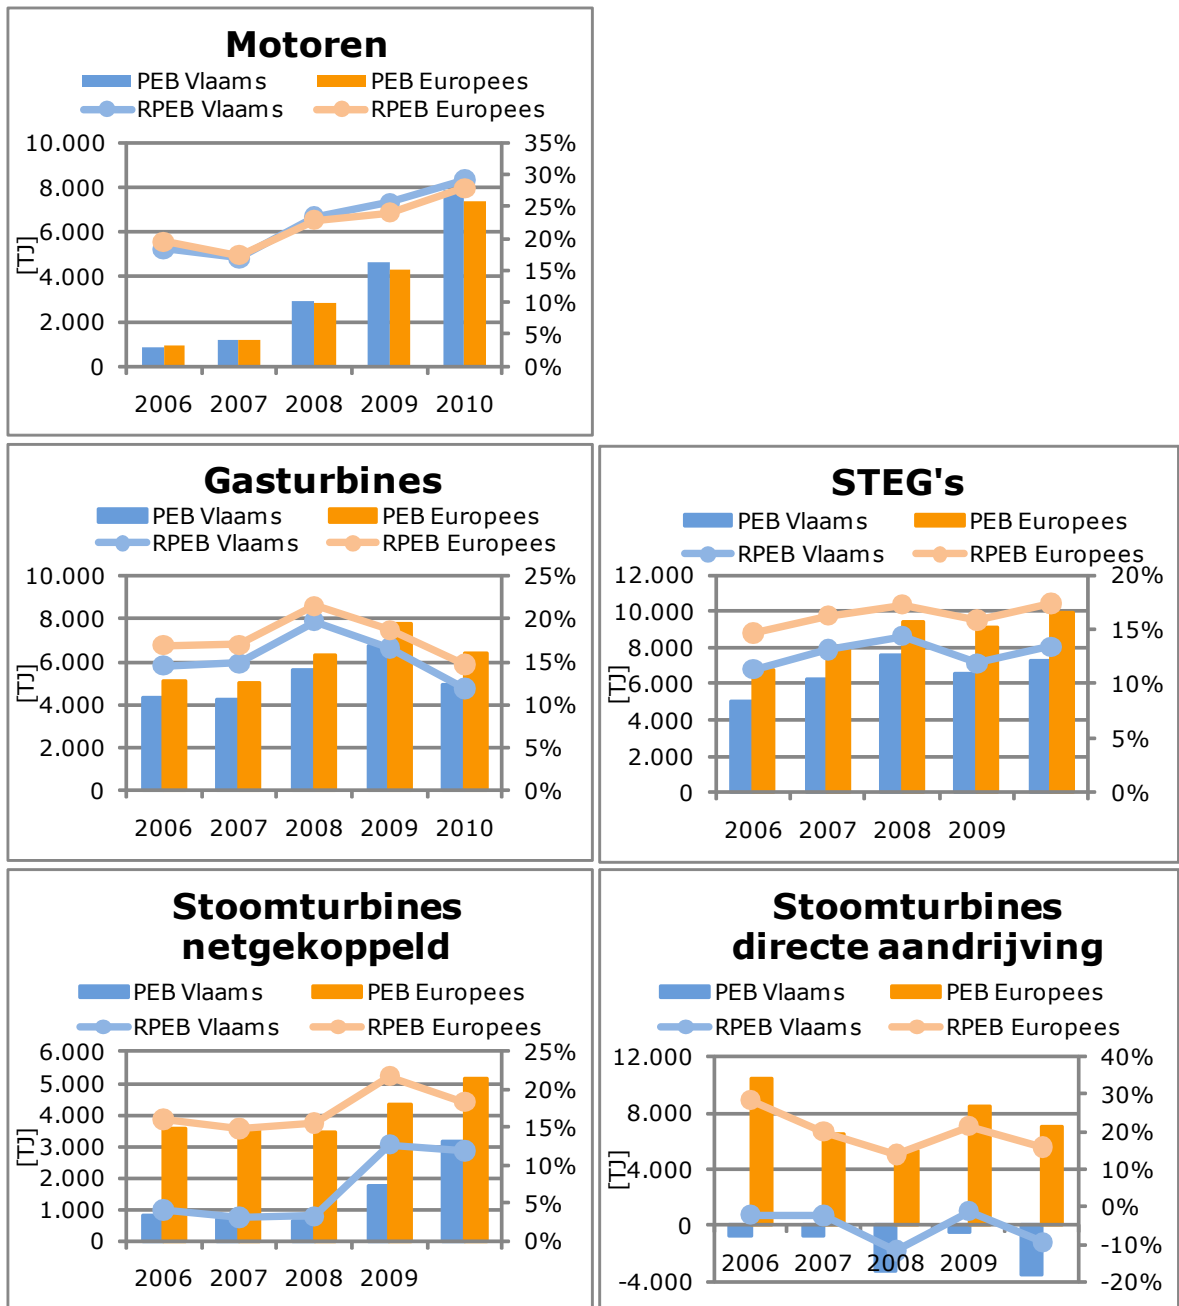 Motoren
PEB Vlaams PEB Europees
RPEB Vlaams RPEB Europees
10.000 35%
8.000 30%
6.000 25%
4.000 20%
2.000 15%
0 10%
5%
0%
[TJ]
2006 2007 2008 2009 2010
Gasturbines
PEB Vlaams PEB Europees
RPEB Vlaams RPEB Europees
10.000 25%
8.000 20%
6.000 15%
4.000 10%
2.000 5%
0 0%
[TJ]
2006 2007 2008 2009 2010
STEG's
PEB Vlaams PEB Europees
RPEB Vlaams RPEB Europees
12.000 20%
10.000 15%
8.000 10%
6.000 5%
4.000 0%
2.000
0
[TJ]
2006 2007 2008 2009
Stoomturbines
netgekoppeld
PEB Vlaams PEB Europees
RPEB Vlaams RPEB Europees
6.000 25%
5.000 20%
4.000 15%
3.000 10%
2.000 5%
1.000 0%
0
[TJ]
2006 2007 2008 2009
Stoomturbines
directe aandrijving
PEB Vlaams PEB Europees
RPEB Vlaams RPEB Europees
12.000 40%
8.000 30%
4.000 20%
0 10%
-4.000 0%
-10%
-20%
[TJ]
2006 2007 2008 2009